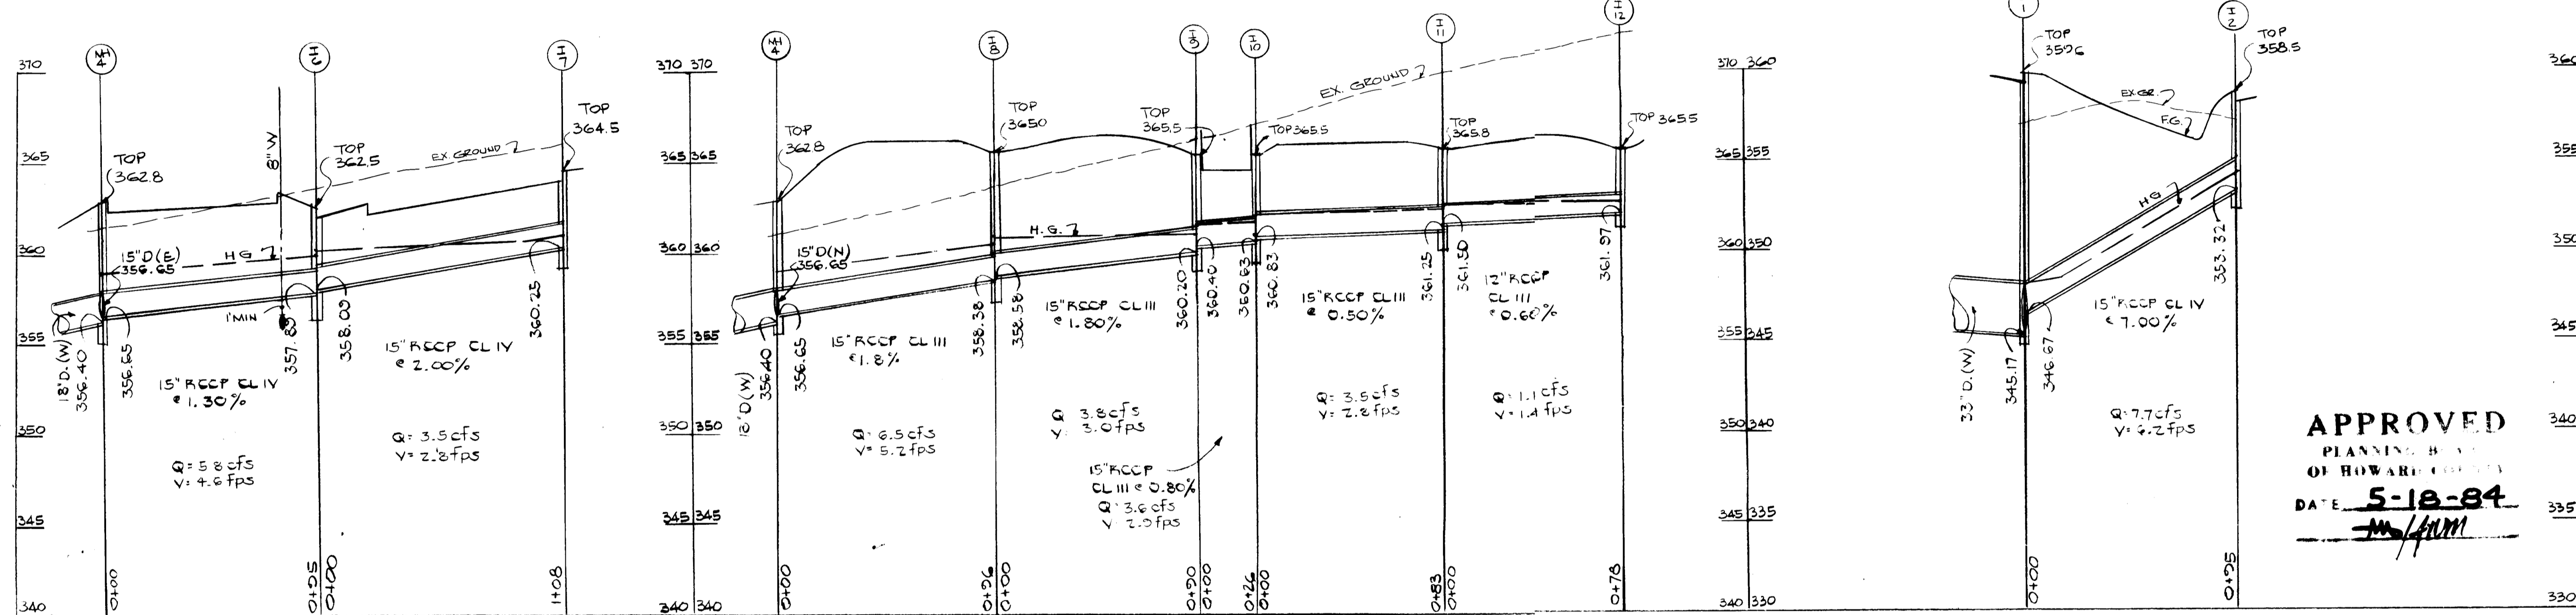 MH
4
I
6
I
7
370
365
360
355
350
345
340
TOP
362.8
8" W
TOP
362.5
EX. GROUND
TOP
364.5
15" D(E)
356.65
HG
1' MIN
18" D.(W)
356.40
356.65
357.89
358.09
360.25
15" RCCP CL IV
@ 1.30%
15" RCCP CL IV
@ 2.00%
Q= 5.8 cfs
V= 4.6 fps
Q= 3.5 cfs
V= 2.8 fps
0+00
0+95
0+00
1+08
MH
4
I
8
I
9
I
10
I
11
I
12
370 370
365 365
360 360
355 355
350 350
345 345
340 340
TOP
362.8
TOP
365.0
TOP
365.5
TOP 365.5
EX. GROUND
TOP
365.8
TOP 365.5
15" D(N)
356.65
H.G.
18" D(W)
356.40
356.65
358.38
358.58
360.20
360.40
360.63
360.83
361.25
361.50
361.97
15" RCCP CL III
@ 1.8%
15" RCCP CL III
@ 1.80%
15" RCCP CL III
@ 0.50%
12" RCCP
CL III
@ 0.60%
Q= 6.5 cfs
V= 5.2 fps
Q 3.8 cfs
V: 3.0 fps
15" RCCP
CL III @ 0.80%
Q= 3.6 cfs
V 2.9 fps
Q= 3.5 cfs
V= 2.8 fps
Q= 1.1 cfs
V= 1.4 fps
0+00
0+96
0+00
0+90
0+00
0+26
0+00
0+83
0+00
0+78
1
I
2
370 360
365 355
360 350
355 345
350 340
345 335
340 330
TOP
359.6
TOP
358.5
EX.GR.
F.G.
HG
33" D.(W)
345.17
346.67
353.32
15" RCCP CL IV
@ 7.00%
Q= 7.7 cfs
V= 6.2 fps
0+00
0+95
360
355
350
345
340
335
330
APPROVED
PLANNING
OF HOWARD COUNTY
DATE 5-18-84